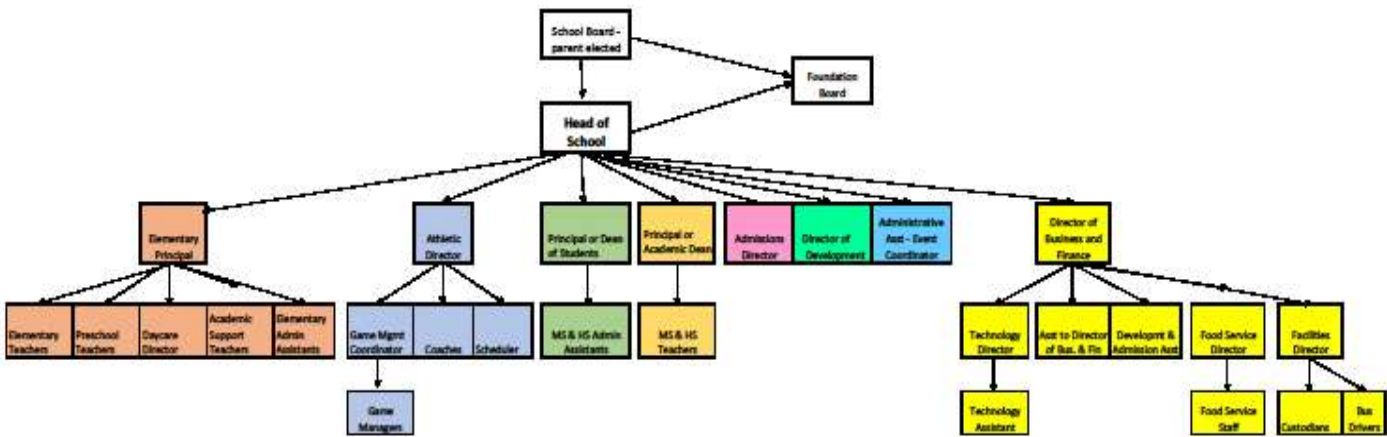 School Board -
parent elected
Foundation
Board
Head of
School
Elementary
Principal
Athletic
Director
Principal or Dean
of Students
Principal or
Academic Dean
Admissions
Director
Director of
Development
Administrative
Asst - Event
Coordinator
Director of
Business and
Finance
Elementary
Teachers
Preschool
Teachers
Daycare
Director
Academic
Support
Teachers
Elementary
Admin
Assistants
Game Mgmt
Coordinator
Coaches
Scheduler
MS & HS Admin
Assistants
MS & HS
Teachers
Technology
Director
Asst to Director
of Bus. & Fin
Developmt &
Admission Asst
Food Service
Director
Facilities
Director
Game
Managers
Technology
Assistant
Food Service
Staff
Custodians
Bus
Drivers